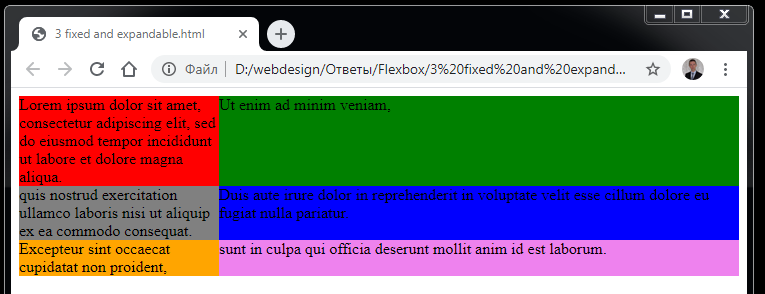 3 fixed and expandable.html
Файл
D:/webdesign/Ответы/Flexbox/3%20fixed%20and%20expand...
Lorem ipsum dolor sit amet,
consectetur adipiscing elit, sed
do eiusmod tempor incididunt
ut labore et dolore magna
aliqua.
Ut enim ad minim veniam,
quis nostrud exercitation
ullamco laboris nisi ut aliquip
ex ea commodo consequat.
Duis aute irure dolor in reprehenderit in voluptate velit esse cillum dolore eu
fugiat nulla pariatur.
Excepteur sint occaecat
cupidatat non proident,
sunt in culpa qui officia deserunt mollit anim id est laborum.